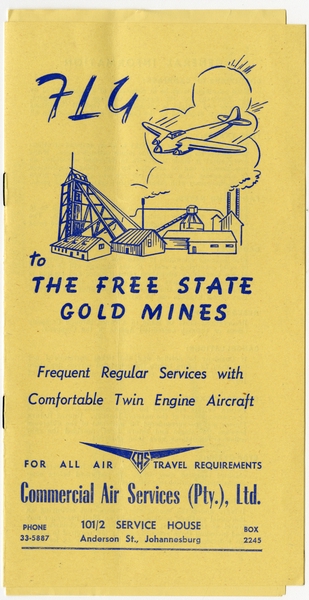 FLY
to
THE FREE STATE
GOLD MINES
Frequent Regular Services with
Comfortable Twin Engine Aircraft
CAS
FOR ALL AIR TRAVEL REQUIREMENTS
Commercial Air Services (Pty.), Ltd.
PHONE 101/2 SERVICE HOUSE BOX
33-5887 Anderson St., Johannesburg 2245